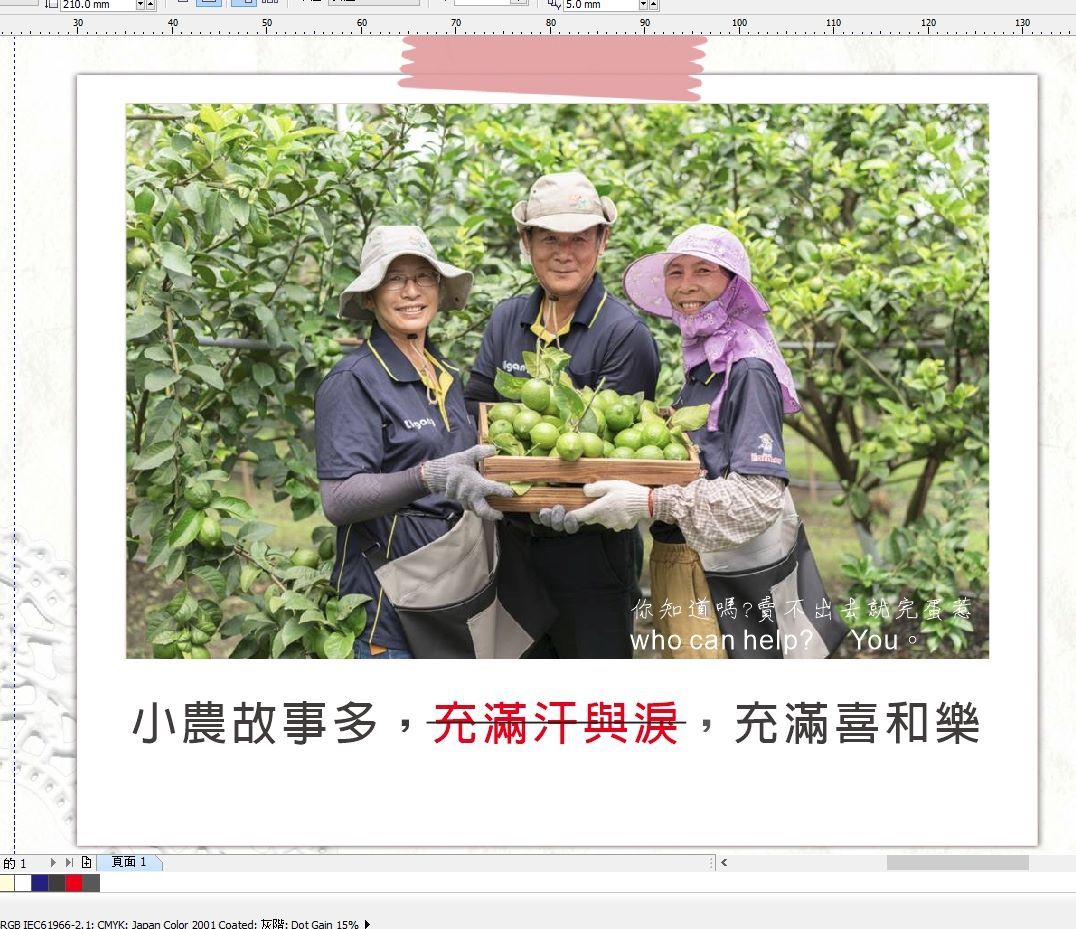 210.0 mm
5.0 mm
30 40 50 60 70 80 90 100 110 120 130
你知道嗎?賣不出去就完蛋惹
who can help? You。
小農故事多，充滿汗與淚，充滿喜和樂
的 1
頁面 1
RGB IEC61966-2.1; CMYK: Japan Color 2001 Coated; 灰階: Dot Gain 15%